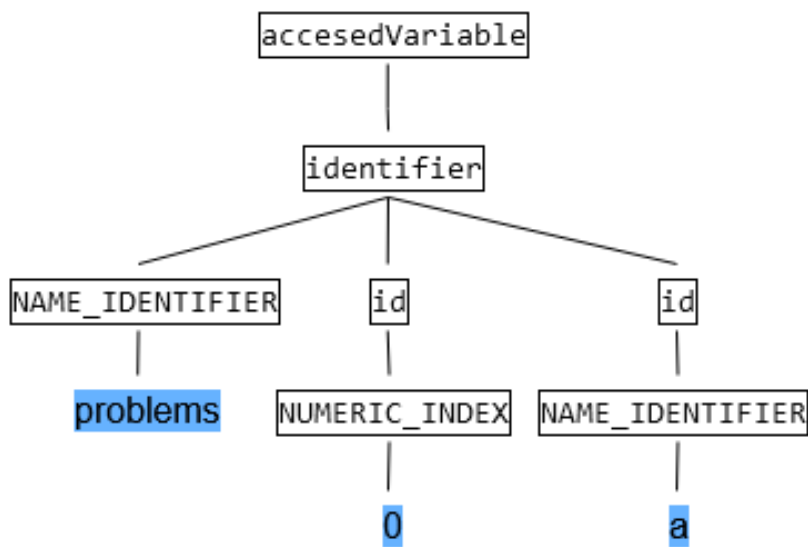 accesedVariable
identifier
NAME_IDENTIFIER id id
problems NUMERIC_INDEX NAME_IDENTIFIER
0 a